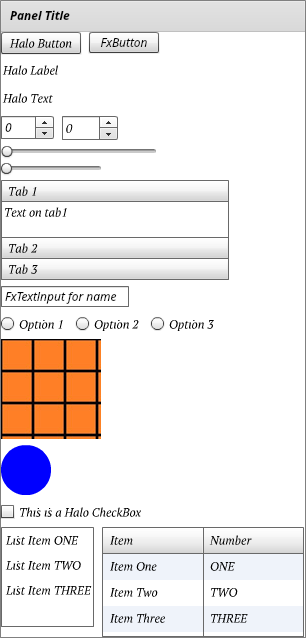 Panel Title
Halo Button FxButton
Halo Label
Halo Text
0 0
Tab 1
Text on tab1
Tab 2
Tab 3
FxTextInput for name
Option 1 Option 2 Option 3
This is a Halo CheckBox
List Item ONE
List Item TWO
List Item THREE
Item Number
Item One ONE
Item Two TWO
Item Three THREE